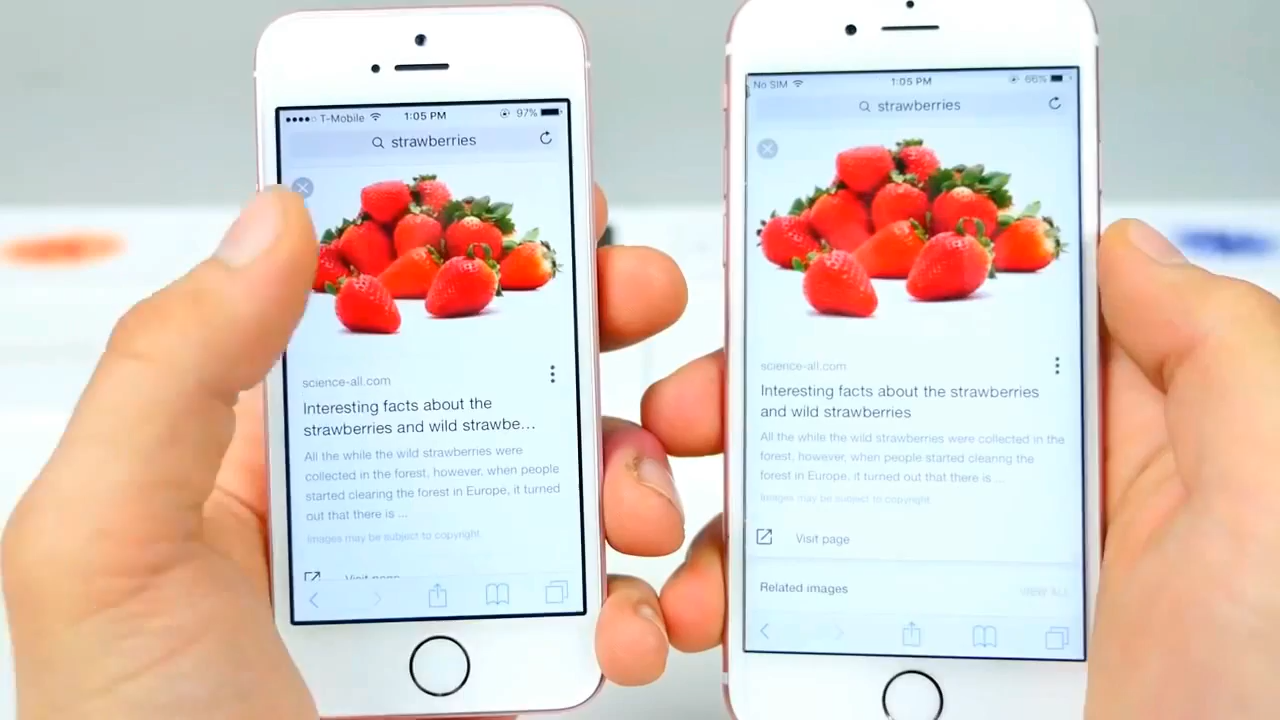 T-Mobile 1:05 PM 97%
strawberries
science-all.com
Interesting facts about the
strawberries and wild strawbe...
All the while the wild strawberries were
collected in the forest, however, when people
started clearing the forest in Europe, it turned
out that there is ...
Images may be subject to copyright.
Visit page
No SIM 1:05 PM 66%
strawberries
science-all.com
Interesting facts about the strawberries
and wild strawberries
All the while the wild strawberries were collected in the
forest, however, when people started clearing the
forest in Europe, it turned out that there is ...
Images may be subject to copyright.
Visit page
Related images VIEW ALL